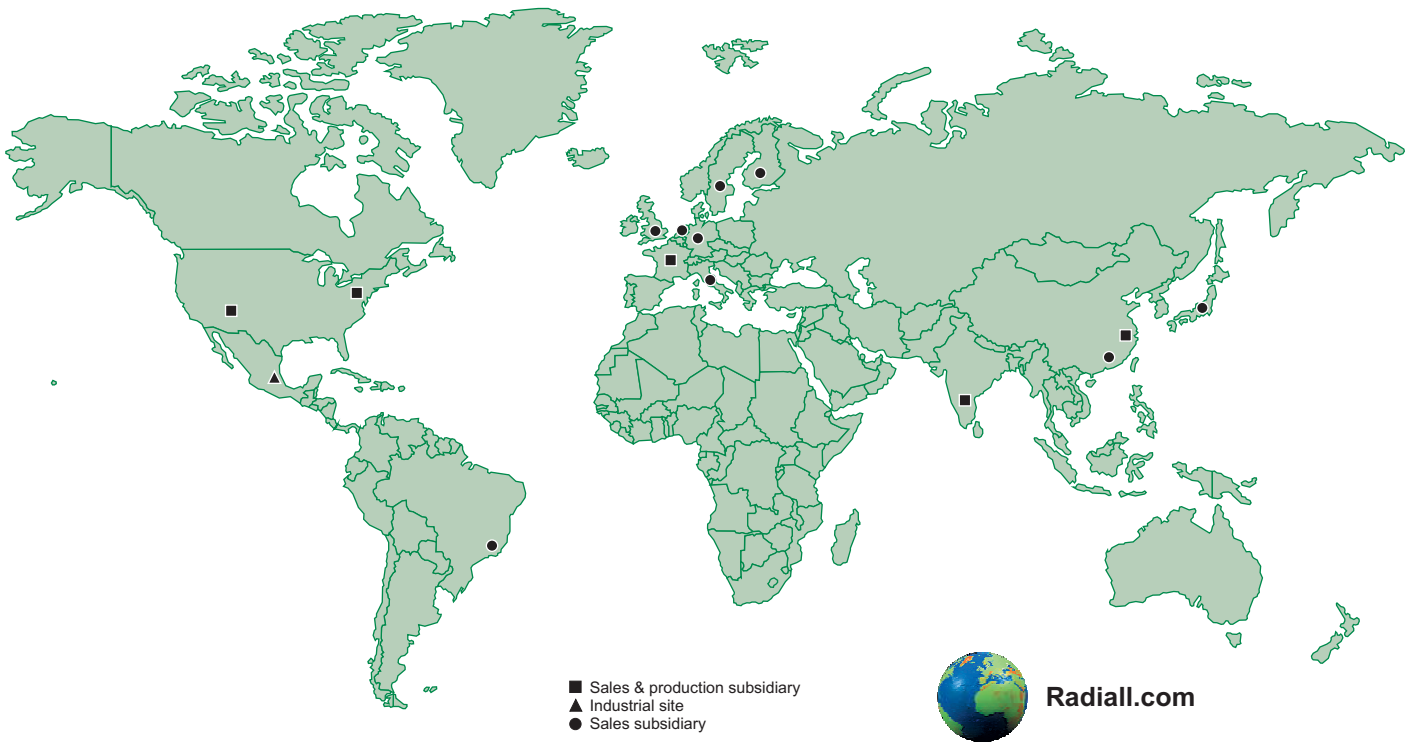 Sales & production subsidiary
Industrial site
Sales subsidiary
Radiall.com